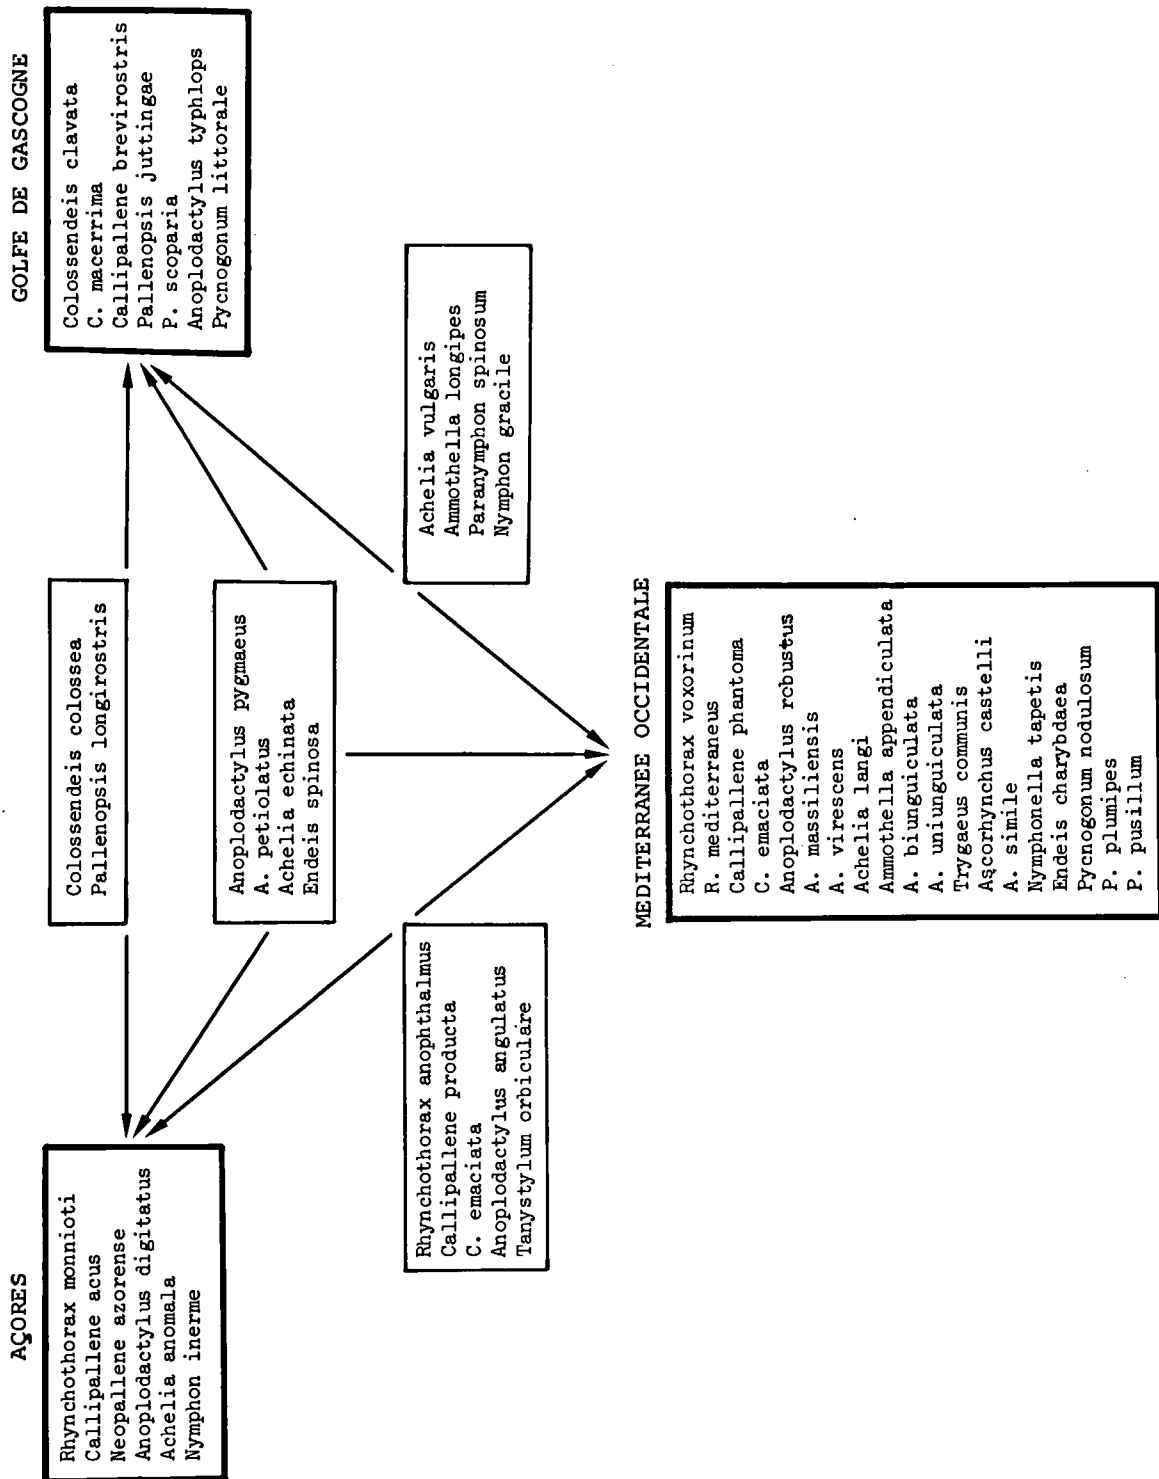 AÇORES
Rhynchothorax monnioti
Callipallene acus
Neopallene azorense
Anoplodactylus digitatus
Achelia anomala
Nymphon inerme
Colossendeis colossea
Pallenopsis longirostris
GOLFE DE GASCOGNE
Colossendeis clavata
C. macerrima
Callipallene brevirostris
Pallenopsis juttingae
P. scoparia
Anoplodactylus typhlops
Pycnogonum littorale
Anoplodactylus pygmaeus
A. petiolatus
Achelia echinata
Endeis spinosa
Rhynchothorax anophthalmus
Callipallene producta
C. emaciata
Anoplodactylus angulatus
Tanystylum orbiculare
Achelia vulgaris
Ammothella longipes
Paranymphon spinosum
Nymphon gracile
MEDITERRANEE OCCIDENTALE
Rhynchothorax voxorinum
R. mediterraneus
Callipallene phantoma
C. emaciata
Anoplodactylus robustus
A. massiliensis
A. virescens
Achelia langi
Ammothella appendiculata
A. biunguiculata
A. uniunguiculata
Trygaeus communis
Ascorhynchus castelli
A. simile
Nymphonella tapetis
Endeis charybdaea
Pycnogonum nodulosum
P. plumipes
P. pusillum